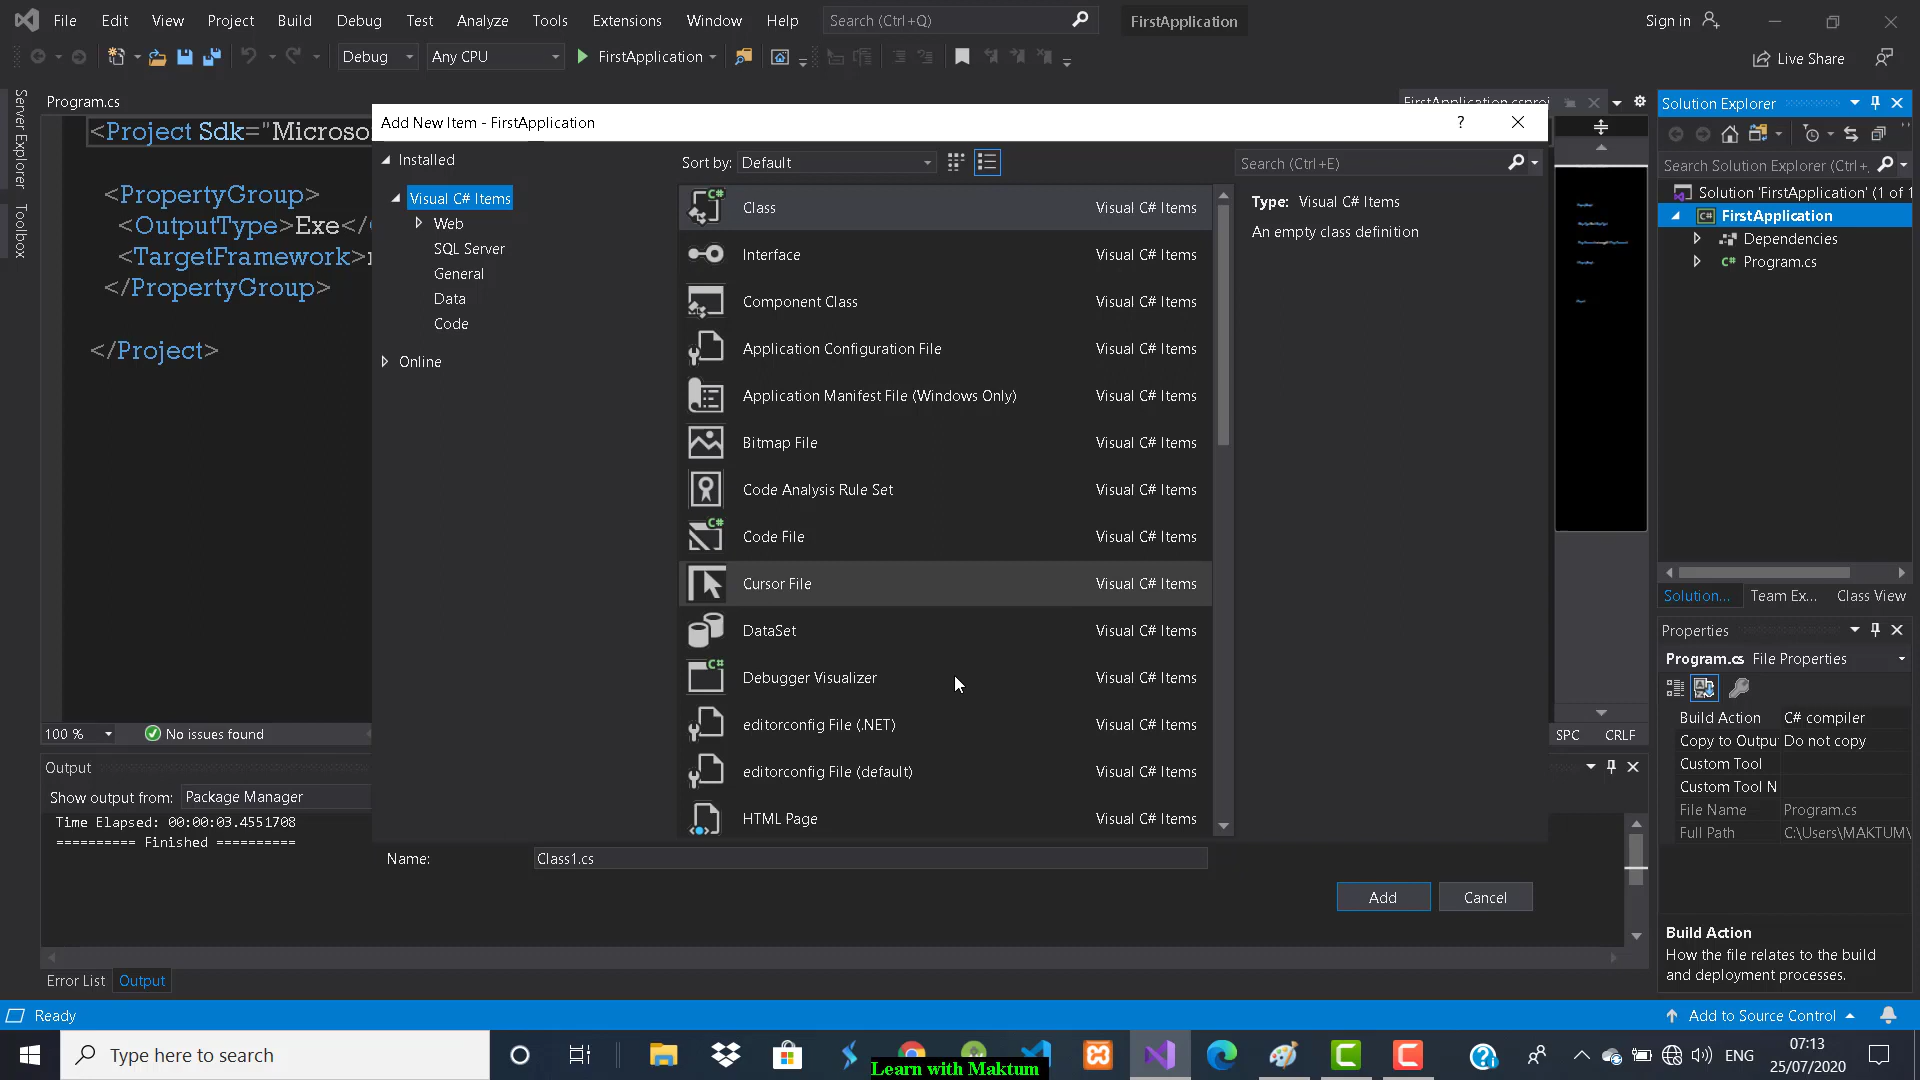 File Edit View Project Build Debug Test Analyze Tools Extensions Window Help Search (Ctrl+Q) FirstApplication Sign in
Debug Any CPU FirstApplication Live Share
Server Explorer
Toolbox
Program.cs
FirstApplication.csproj
<Project Sdk="Microso
<PropertyGroup>
<OutputType>Exe</
<TargetFramework>
</PropertyGroup>
</Project>
100 % No issues found
SPC CRLF
Add New Item - FirstApplication ?
Installed
Visual C# Items
Web
SQL Server
General
Data
Code
Online
Sort by: Default
Search (Ctrl+E)
Class Visual C# Items
Interface Visual C# Items
Component Class Visual C# Items
Application Configuration File Visual C# Items
Application Manifest File (Windows Only) Visual C# Items
Bitmap File Visual C# Items
Code Analysis Rule Set Visual C# Items
Code File Visual C# Items
Cursor File Visual C# Items
DataSet Visual C# Items
Debugger Visualizer Visual C# Items
editorconfig File (.NET) Visual C# Items
editorconfig File (default) Visual C# Items
HTML Page Visual C# Items
Type: Visual C# Items
An empty class definition
Name: Class1.cs
Add Cancel
Solution Explorer
Search Solution Explorer (Ctrl+
Solution 'FirstApplication' (1 of 1
C# FirstApplication
Dependencies
C# Program.cs
Solution... Team Ex... Class View
Properties
Program.cs File Properties
Build Action C# compiler
Copy to Outpu Do not copy
Custom Tool
Custom Tool N
File Name Program.cs
Full Path C:\Users\MAKTUM\
Build Action
How the file relates to the build
and deployment processes.
Output
Show output from: Package Manager
Time Elapsed: 00:00:03.4551708
========== Finished ==========
Error List Output
Ready Add to Source Control
Type here to search
Learn with Maktum
ENG
07:13
25/07/2020